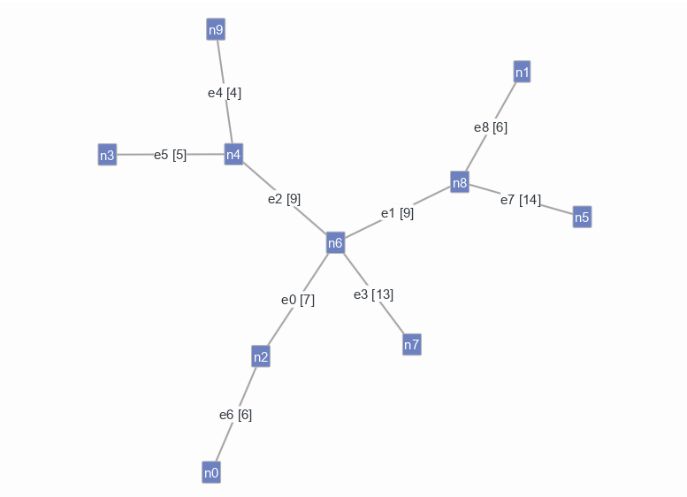 n9
n1
e4 [4]
e8 [6]
n3
e5 [5]
n4
n8
e7 [14]
n5
e2 [9]
e1 [9]
n6
e0 [7]
e3 [13]
n7
n2
e6 [6]
n0